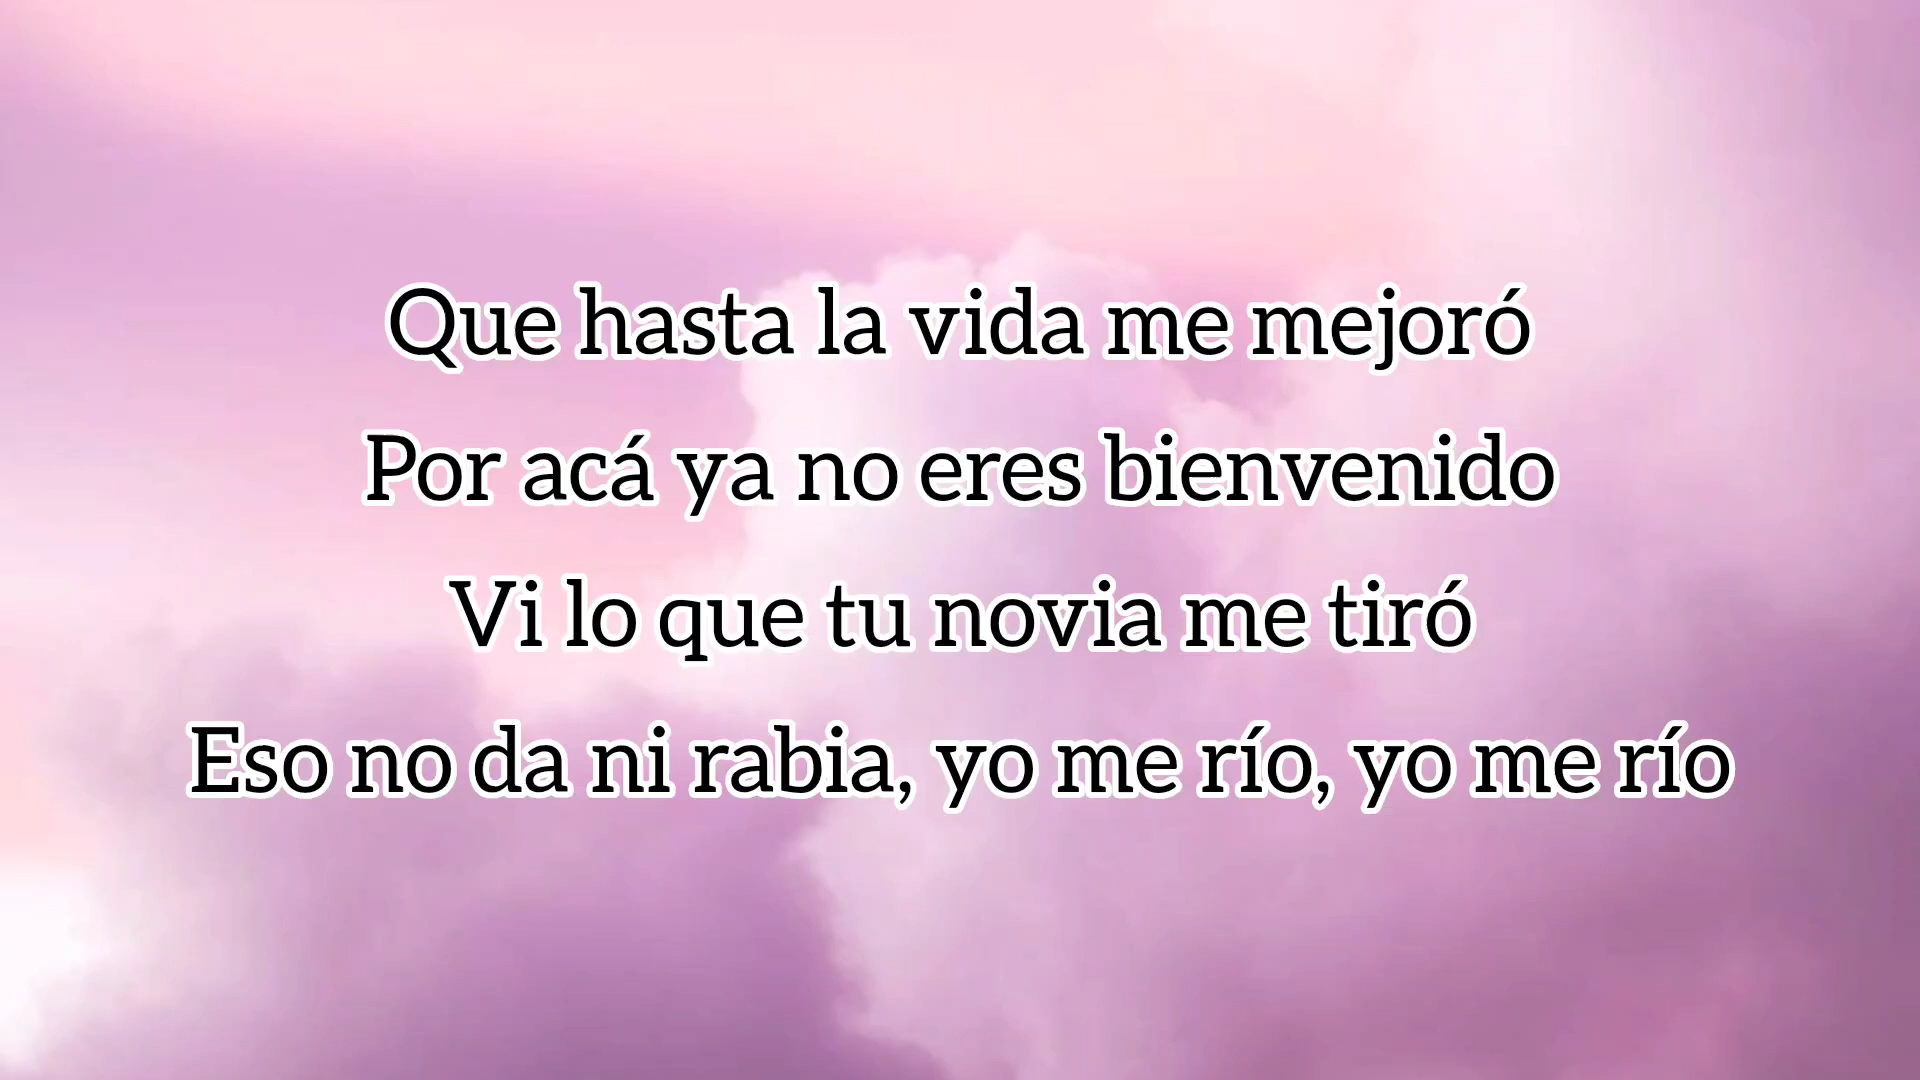 Que hasta la vida me mejoró
Por acá ya no eres bienvenido
Vi lo que tu novia me tiró
Eso no da ni rabia, yo me río, yo me río